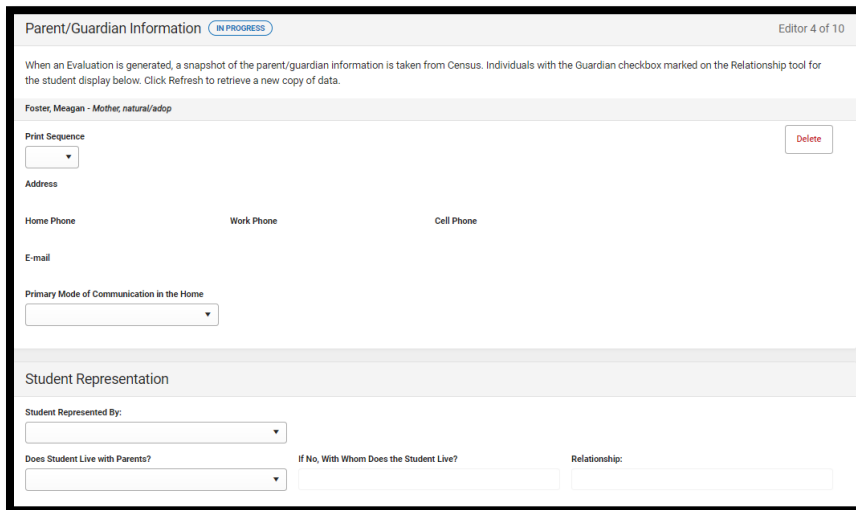 Parent/Guardian Information IN PROGRESS Editor 4 of 10
When an Evaluation is generated, a snapshot of the parent/guardian information is taken from Census. Individuals with the Guardian checkbox marked on the Relationship tool for
the student display below. Click Refresh to retrieve a new copy of data.
Foster, Meagan - Mother, natural/adop
Print Sequence
Delete
Address
Home Phone Work Phone Cell Phone
E-mail
Primary Mode of Communication in the Home
Student Representation
Student Represented By:
Does Student Live with Parents? If No, With Whom Does the Student Live? Relationship: